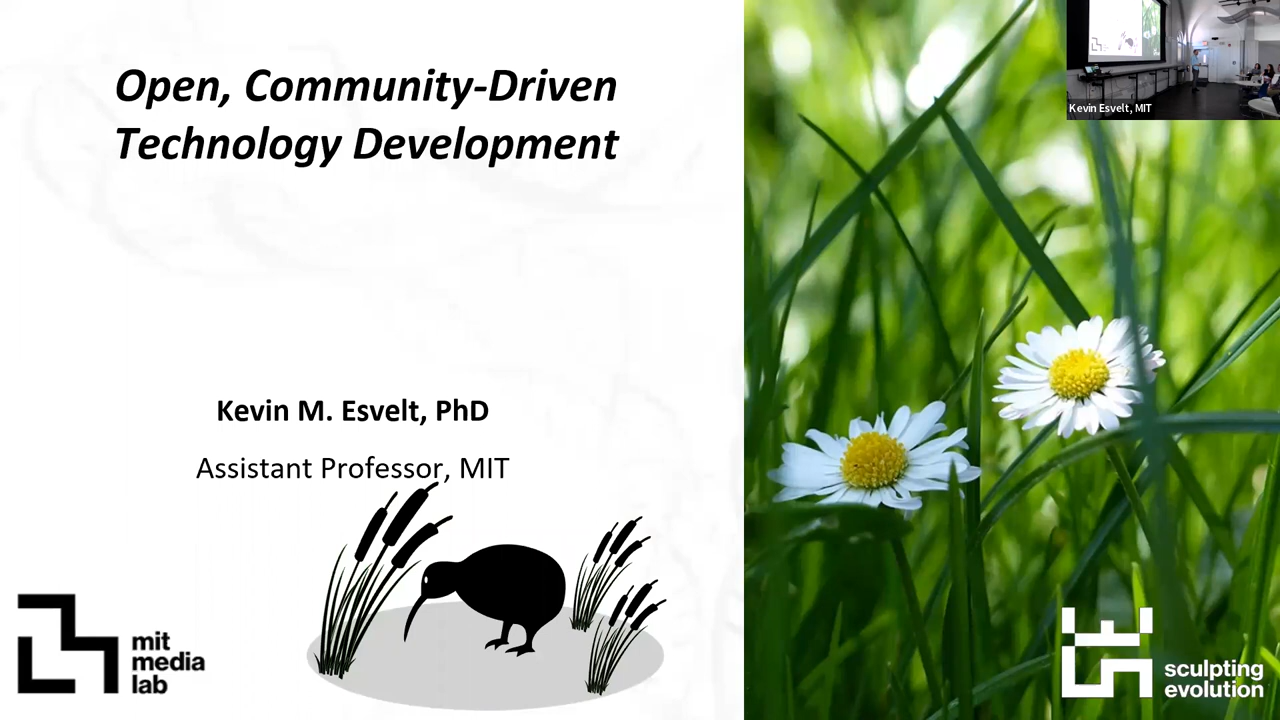 Open, Community-Driven
Technology Development
Kevin M. Esvelt, PhD
Assistant Professor, MIT
mit
media
lab
Kevin Esvelt, MIT
sculpting
evolution